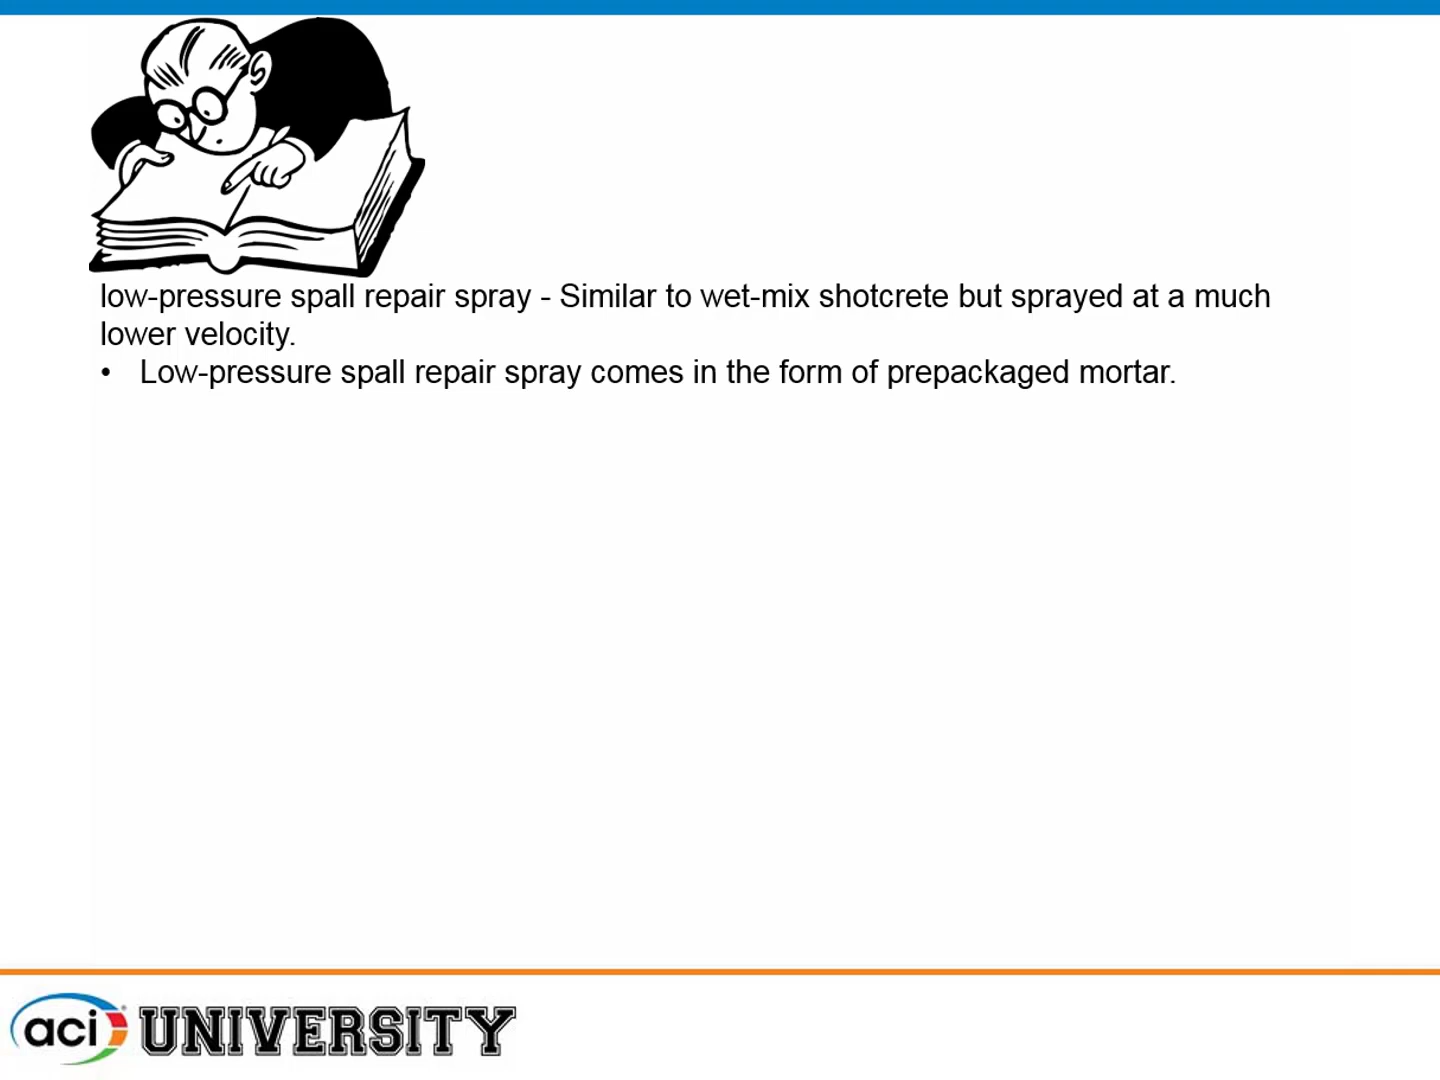 low-pressure spall repair spray - Similar to wet-mix shotcrete but sprayed at a much
lower velocity.
• Low-pressure spall repair spray comes in the form of prepackaged mortar.
aci UNIVERSITY